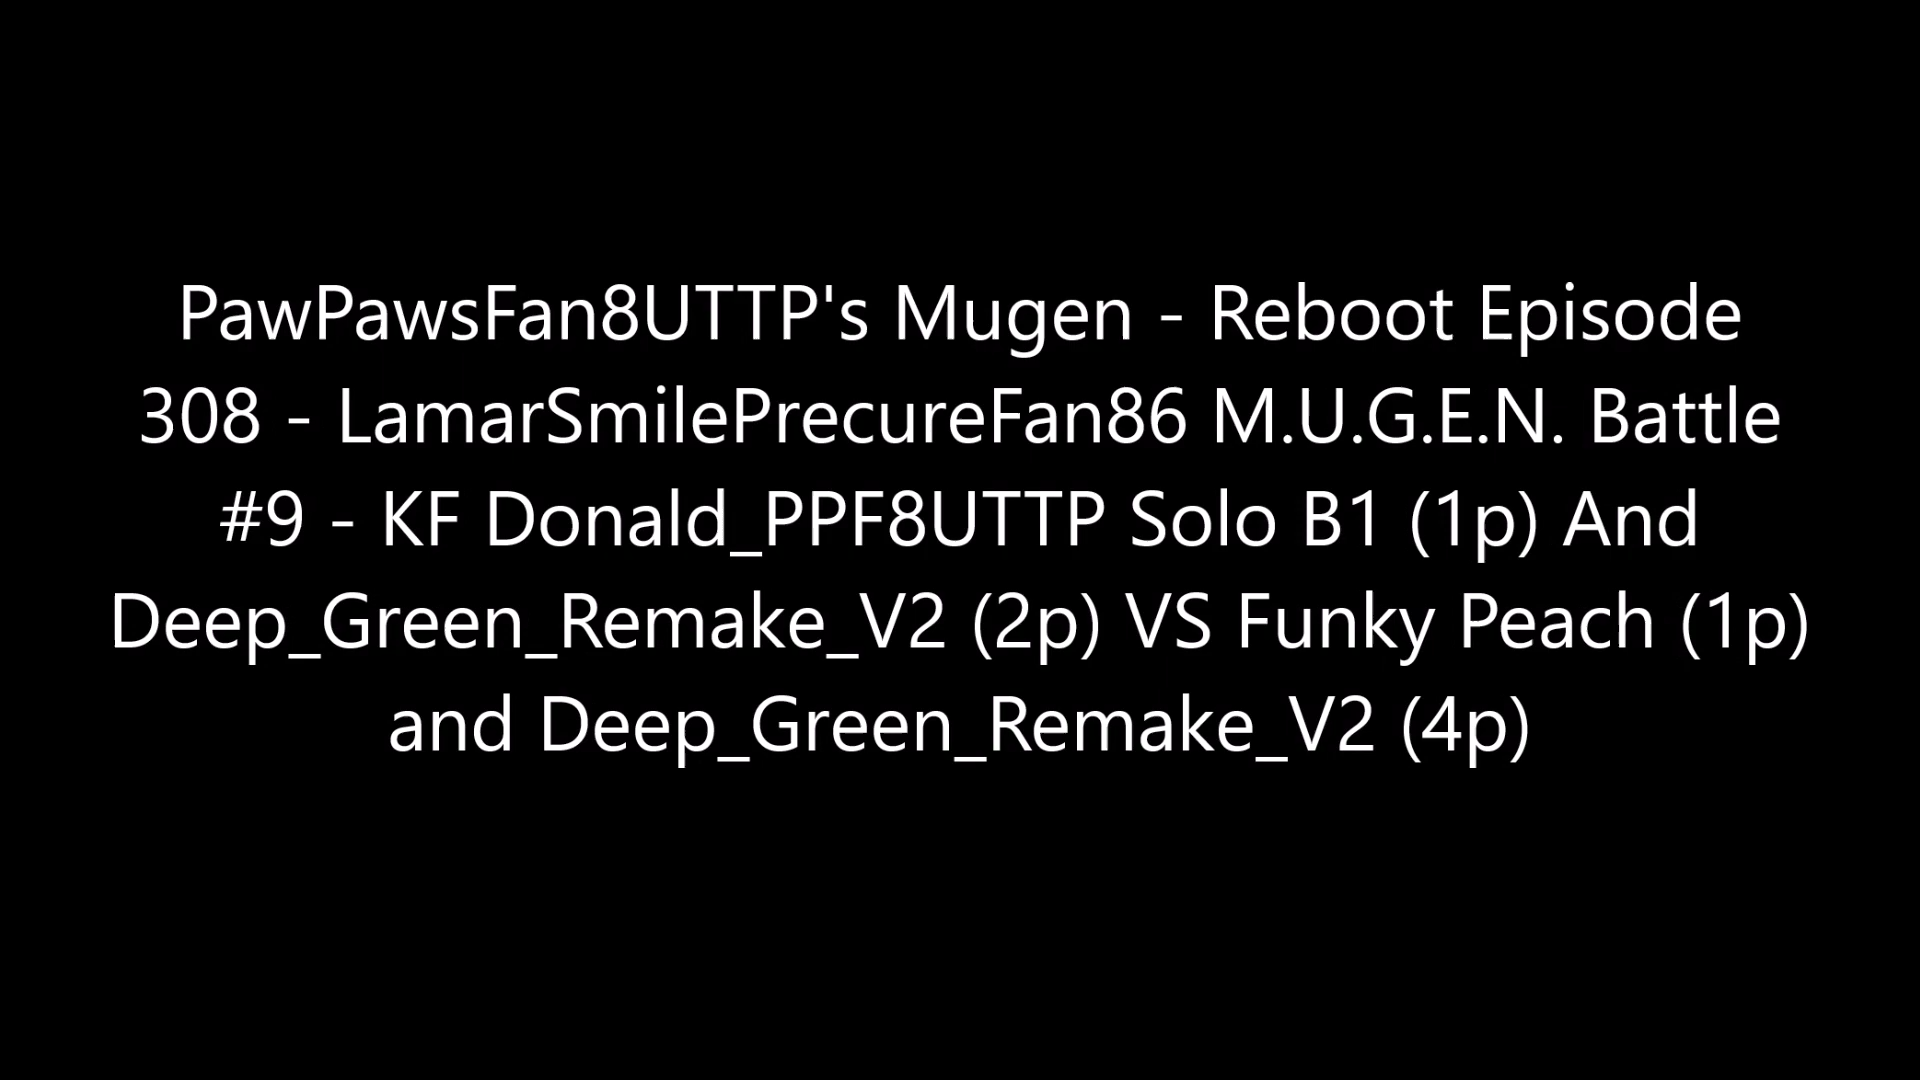 PawPawsFan8UTTP's Mugen - Reboot Episode
308 - LamarSmilePrecureFan86 M.U.G.E.N. Battle
#9 - KF Donald_PPF8UTTP Solo B1 (1p) And
Deep_Green_Remake_V2 (2p) VS Funky Peach (1p)
and Deep_Green_Remake_V2 (4p)